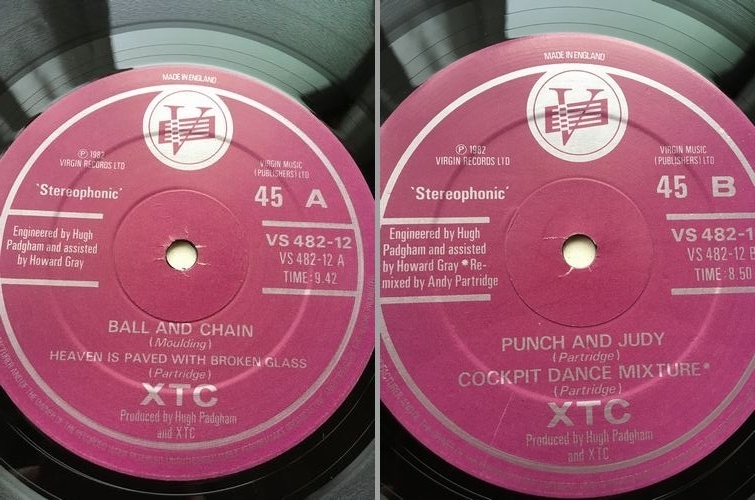 MADE IN ENGLAND
V
℗ 1982
VIRGIN RECORDS LTD
VIRGIN MUSIC
(PUBLISHERS) LTD
'Stereophonic'
45 A
Engineered by Hugh
Padgham and assisted
by Howard Gray
VS 482-12
VS 482-12 A
TIME: 9.42
BALL AND CHAIN
(Moulding)
HEAVEN IS PAVED WITH BROKEN GLASS
(Partridge)
XTC
Produced by Hugh Padgham
and XTC
MADE IN ENGLAND
V
℗ 1982
VIRGIN RECORDS LTD
VIRGIN MUSIC
(PUBLISHERS) LTD
'Stereophonic'
45 B
Engineered by Hugh
Padgham and assisted
by Howard Gray * Re-
mixed by Andy Partridge
VS 482-1
VS 482-12 B
TIME: 8.50
PUNCH AND JUDY
(Partridge)
COCKPIT DANCE MIXTURE*
(Partridge)
XTC
Produced by Hugh Padgham
and XTC